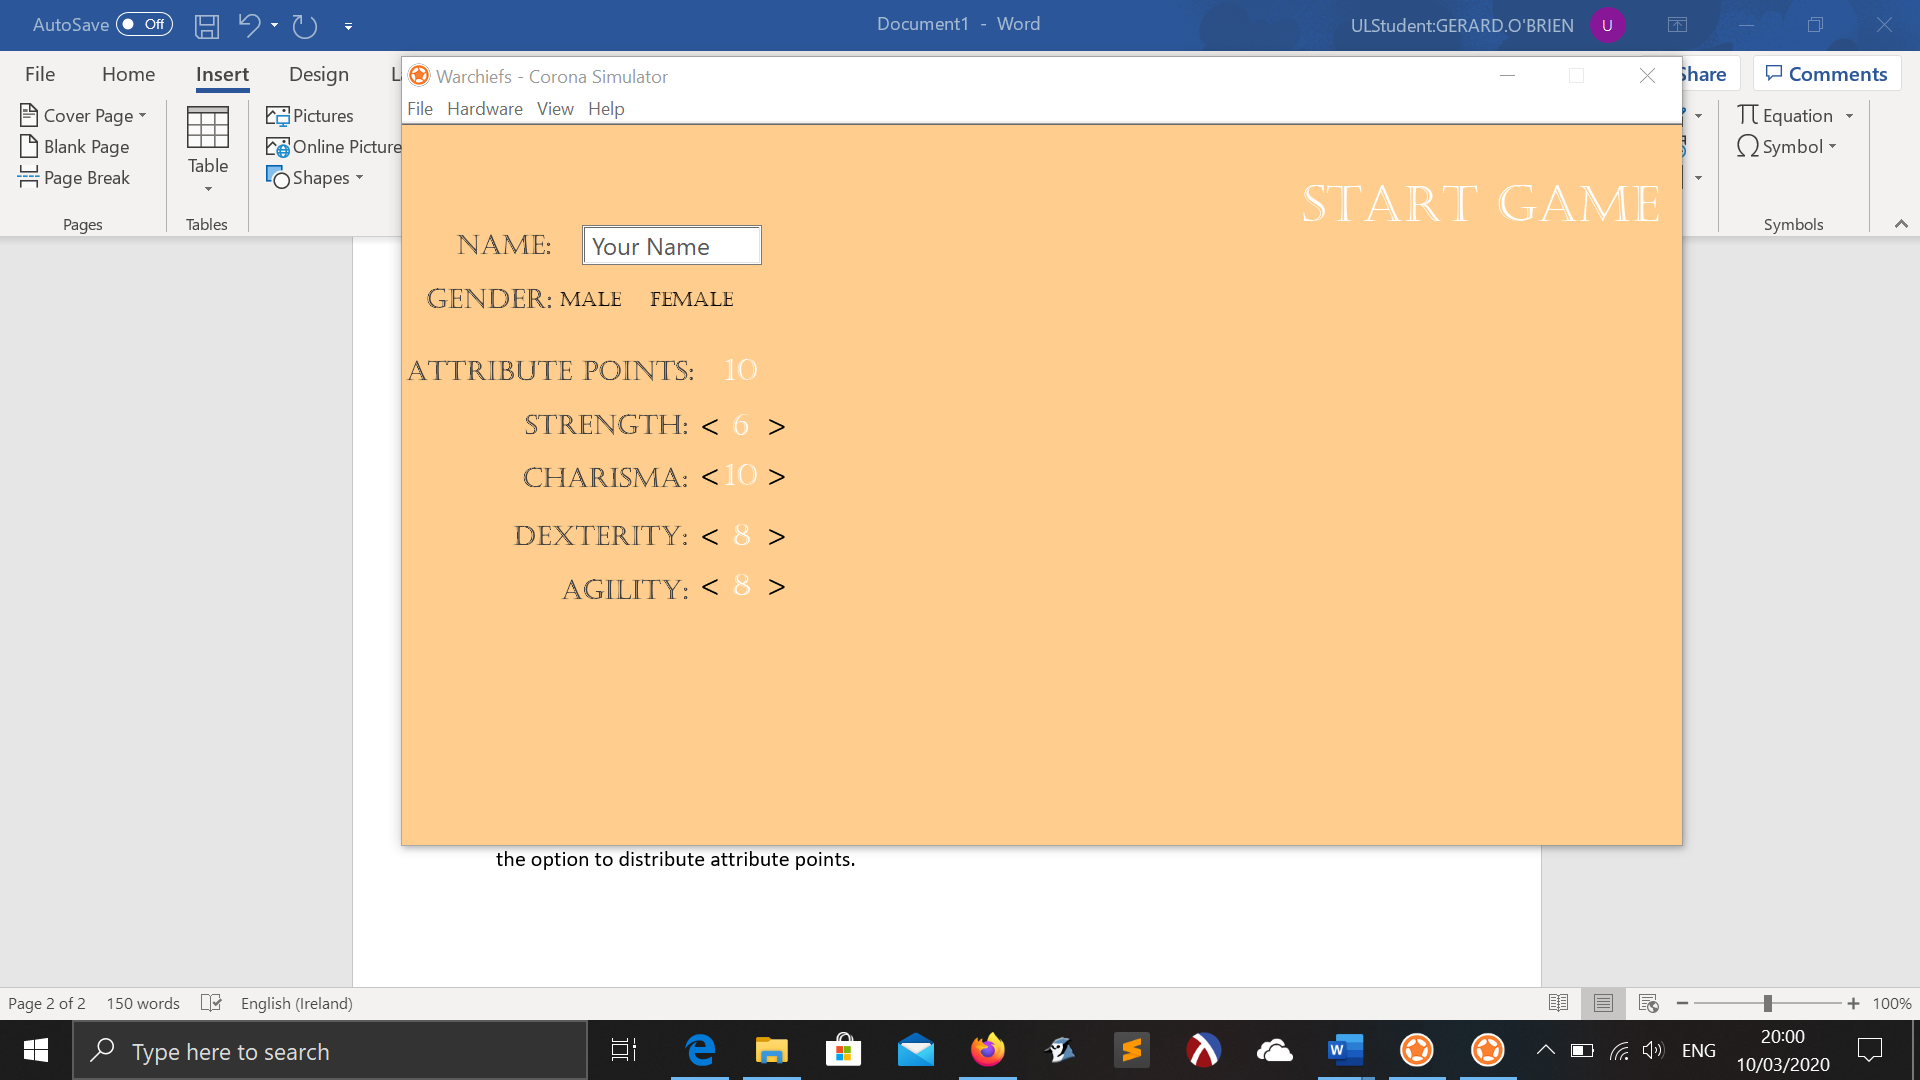 AutoSave Off
Document1 - Word
ULStudent:GERARD.O'BRIEN U
File Home Insert Design
Share Comments
Warchiefs - Corona Simulator
File Hardware View Help
Cover Page
Blank Page
Page Break
Pages
Table
Tables
Pictures
Online Picture
Shapes
Equation
Symbol
Symbols
START GAME
NAME: Your Name
GENDER: MALE FEMALE
ATTRIBUTE POINTS: 10
STRENGTH: < 6 >
CHARISMA: < 10 >
DEXTERITY: < 8 >
AGILITY: < 8 >
the option to distribute attribute points.
Page 2 of 2 150 words English (Ireland) 100%
Type here to search
ENG
20:00
10/03/2020